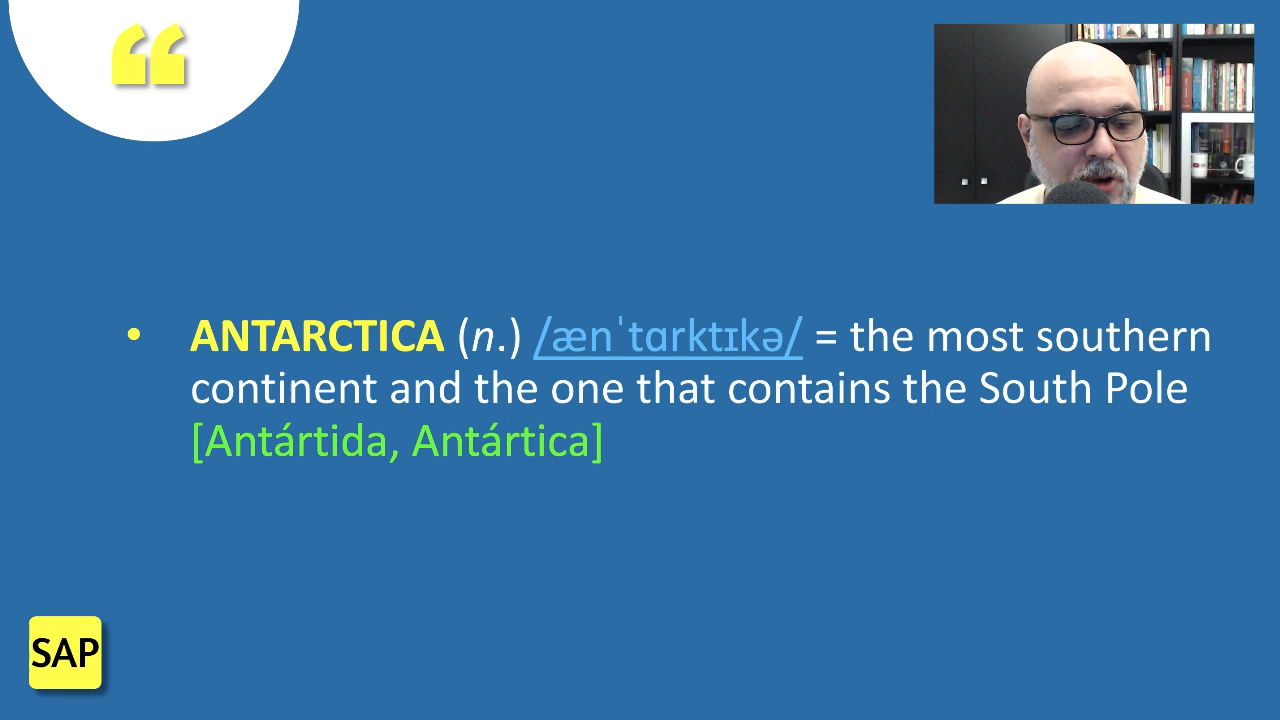 “
• ANTARCTICA (n.) /ænˈtɑrktɪkə/ = the most southern
continent and the one that contains the South Pole
[Antártida, Antártica]
SAP